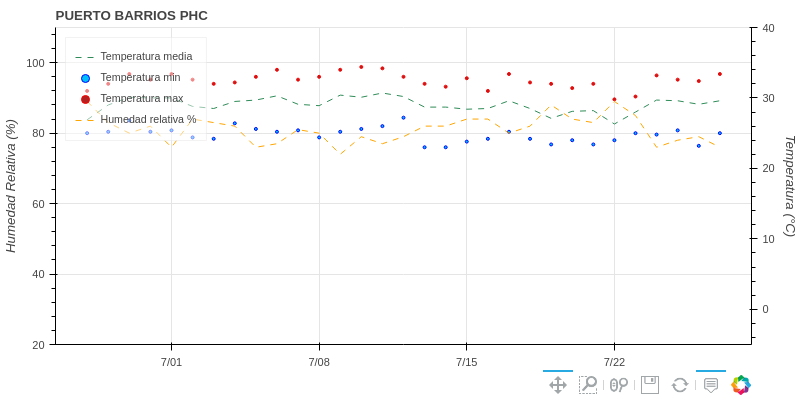 PUERTO BARRIOS PHC
Temperatura media
Temperatura min
Temperatura max
Humedad relativa %
Humedad Relativa (%)
100
80
60
40
20
Temperatura (°C)
40
30
20
10
0
7/01
7/08
7/15
7/22